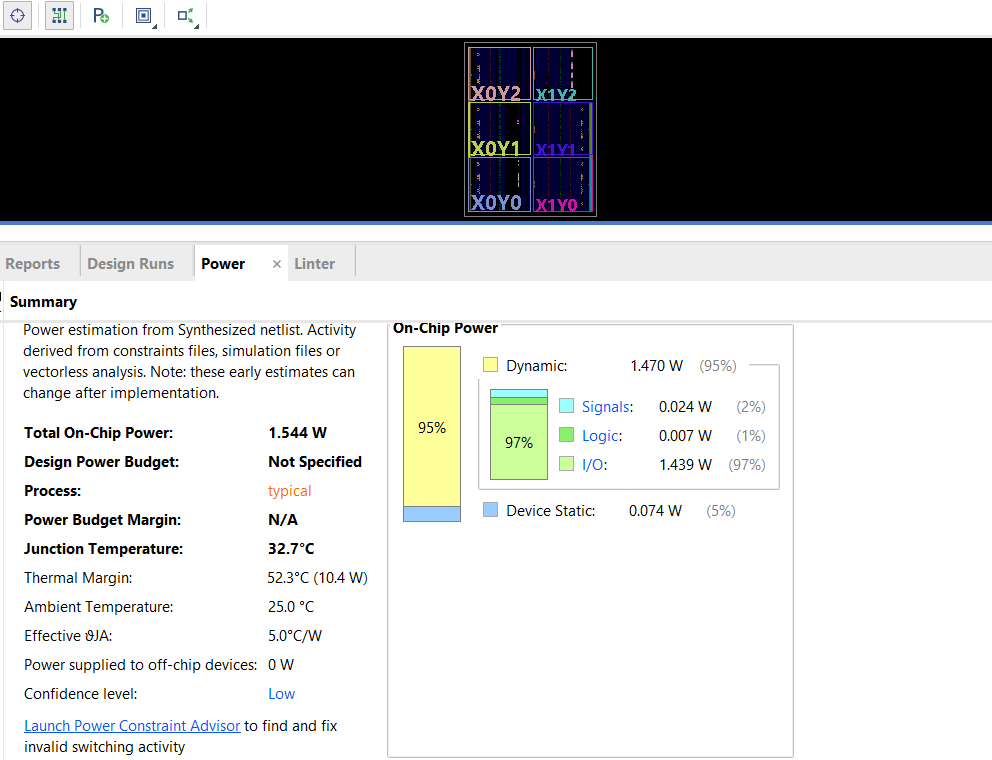 P
X0Y2 X1Y2
X0Y1 X1Y1
X0Y0 X1Y0
Reports Design Runs Power × Linter
Summary
Power estimation from Synthesized netlist. Activity
derived from constraints files, simulation files or
vectorless analysis. Note: these early estimates can
change after implementation.
Total On-Chip Power: 1.544 W
Design Power Budget: Not Specified
Process: typical
Power Budget Margin: N/A
Junction Temperature: 32.7°C
Thermal Margin: 52.3°C (10.4 W)
Ambient Temperature: 25.0 °C
Effective ϑJA: 5.0°C/W
Power supplied to off-chip devices: 0 W
Confidence level: Low
Launch Power Constraint Advisor to find and fix
invalid switching activity
On-Chip Power
95%
Dynamic: 1.470 W (95%)
97%
Signals: 0.024 W (2%)
Logic: 0.007 W (1%)
I/O: 1.439 W (97%)
Device Static: 0.074 W (5%)